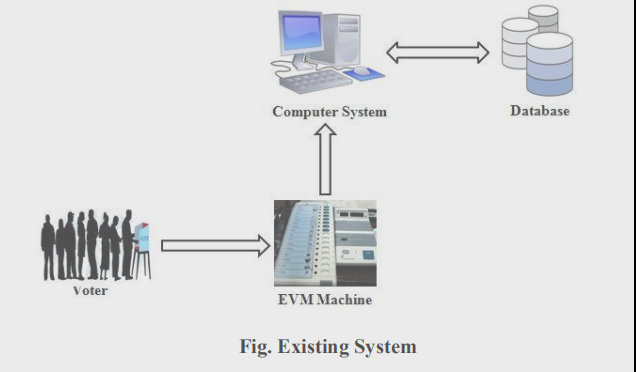 Computer System
Database
Voter
EVM Machine
Fig. Existing System